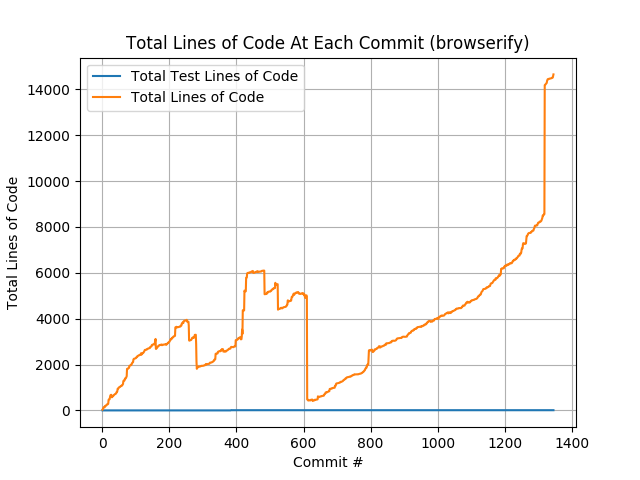 Total Lines of Code At Each Commit (browserify)
Total Test Lines of Code
Total Lines of Code
Total Lines of Code
14000
12000
10000
8000
6000
4000
2000
0
0 200 400 600 800 1000 1200 1400
Commit #